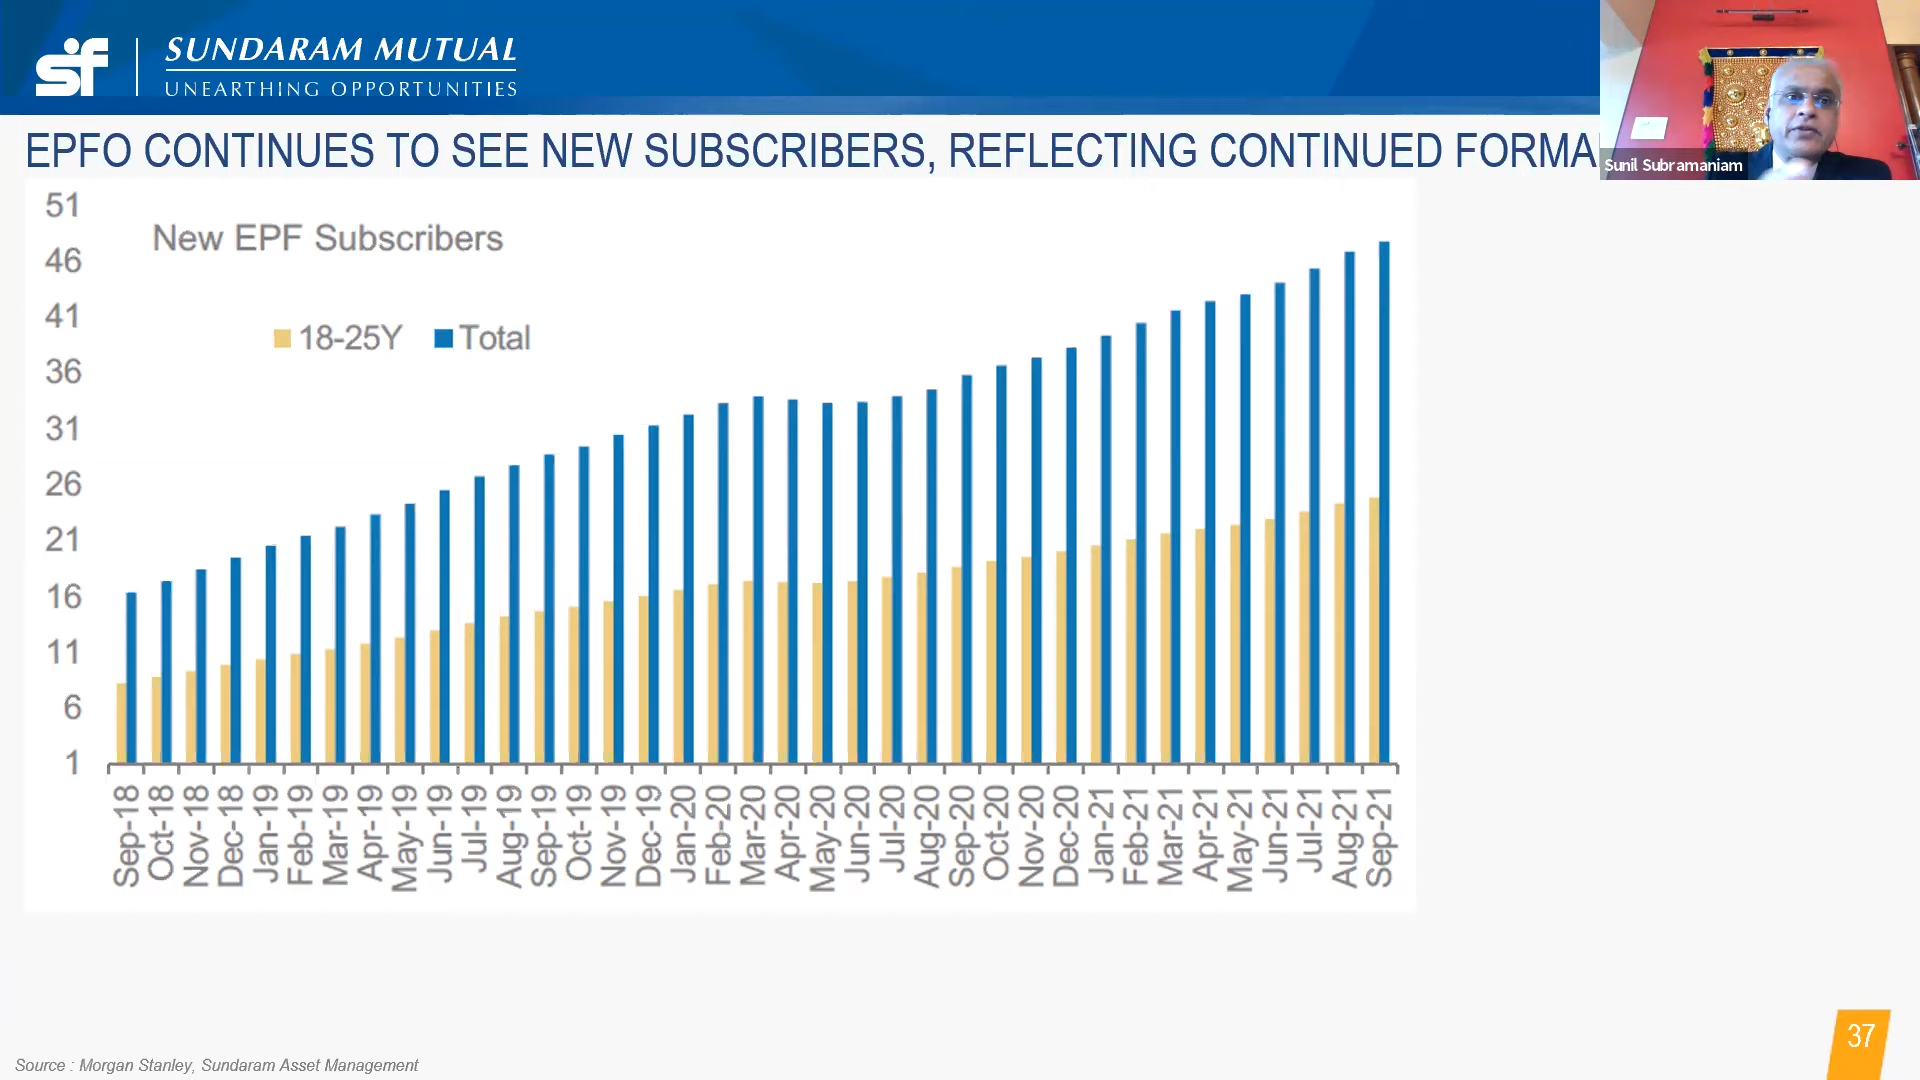 sf
SUNDARAM MUTUAL
UNEARTHING OPPORTUNITIES
EPFO CONTINUES TO SEE NEW SUBSCRIBERS, REFLECTING CONTINUED FORMA
Sunil Subramaniam
New EPF Subscribers
18-25Y Total
51
46
41
36
31
26
21
16
11
6
1
Sep-18
Oct-18
Nov-18
Dec-18
Jan-19
Feb-19
Mar-19
Apr-19
May-19
Jun-19
Jul-19
Aug-19
Sep-19
Oct-19
Nov-19
Dec-19
Jan-20
Feb-20
Mar-20
Apr-20
May-20
Jun-20
Jul-20
Aug-20
Sep-20
Oct-20
Nov-20
Dec-20
Jan-21
Feb-21
Mar-21
Apr-21
May-21
Jun-21
Jul-21
Aug-21
Sep-21
Source : Morgan Stanley, Sundaram Asset Management
37